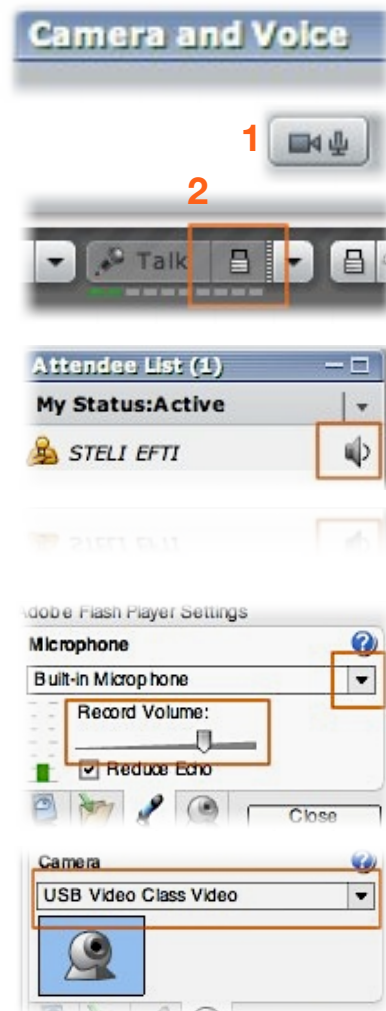 Camera and Voice
1
2
Talk
Attendee List (1)
My Status:Active
STELI EFTI
Adobe Flash Player Settings
Microphone
Built-in Microphone
Record Volume:
Reduce Echo
Close
Camera
USB Video Class Video